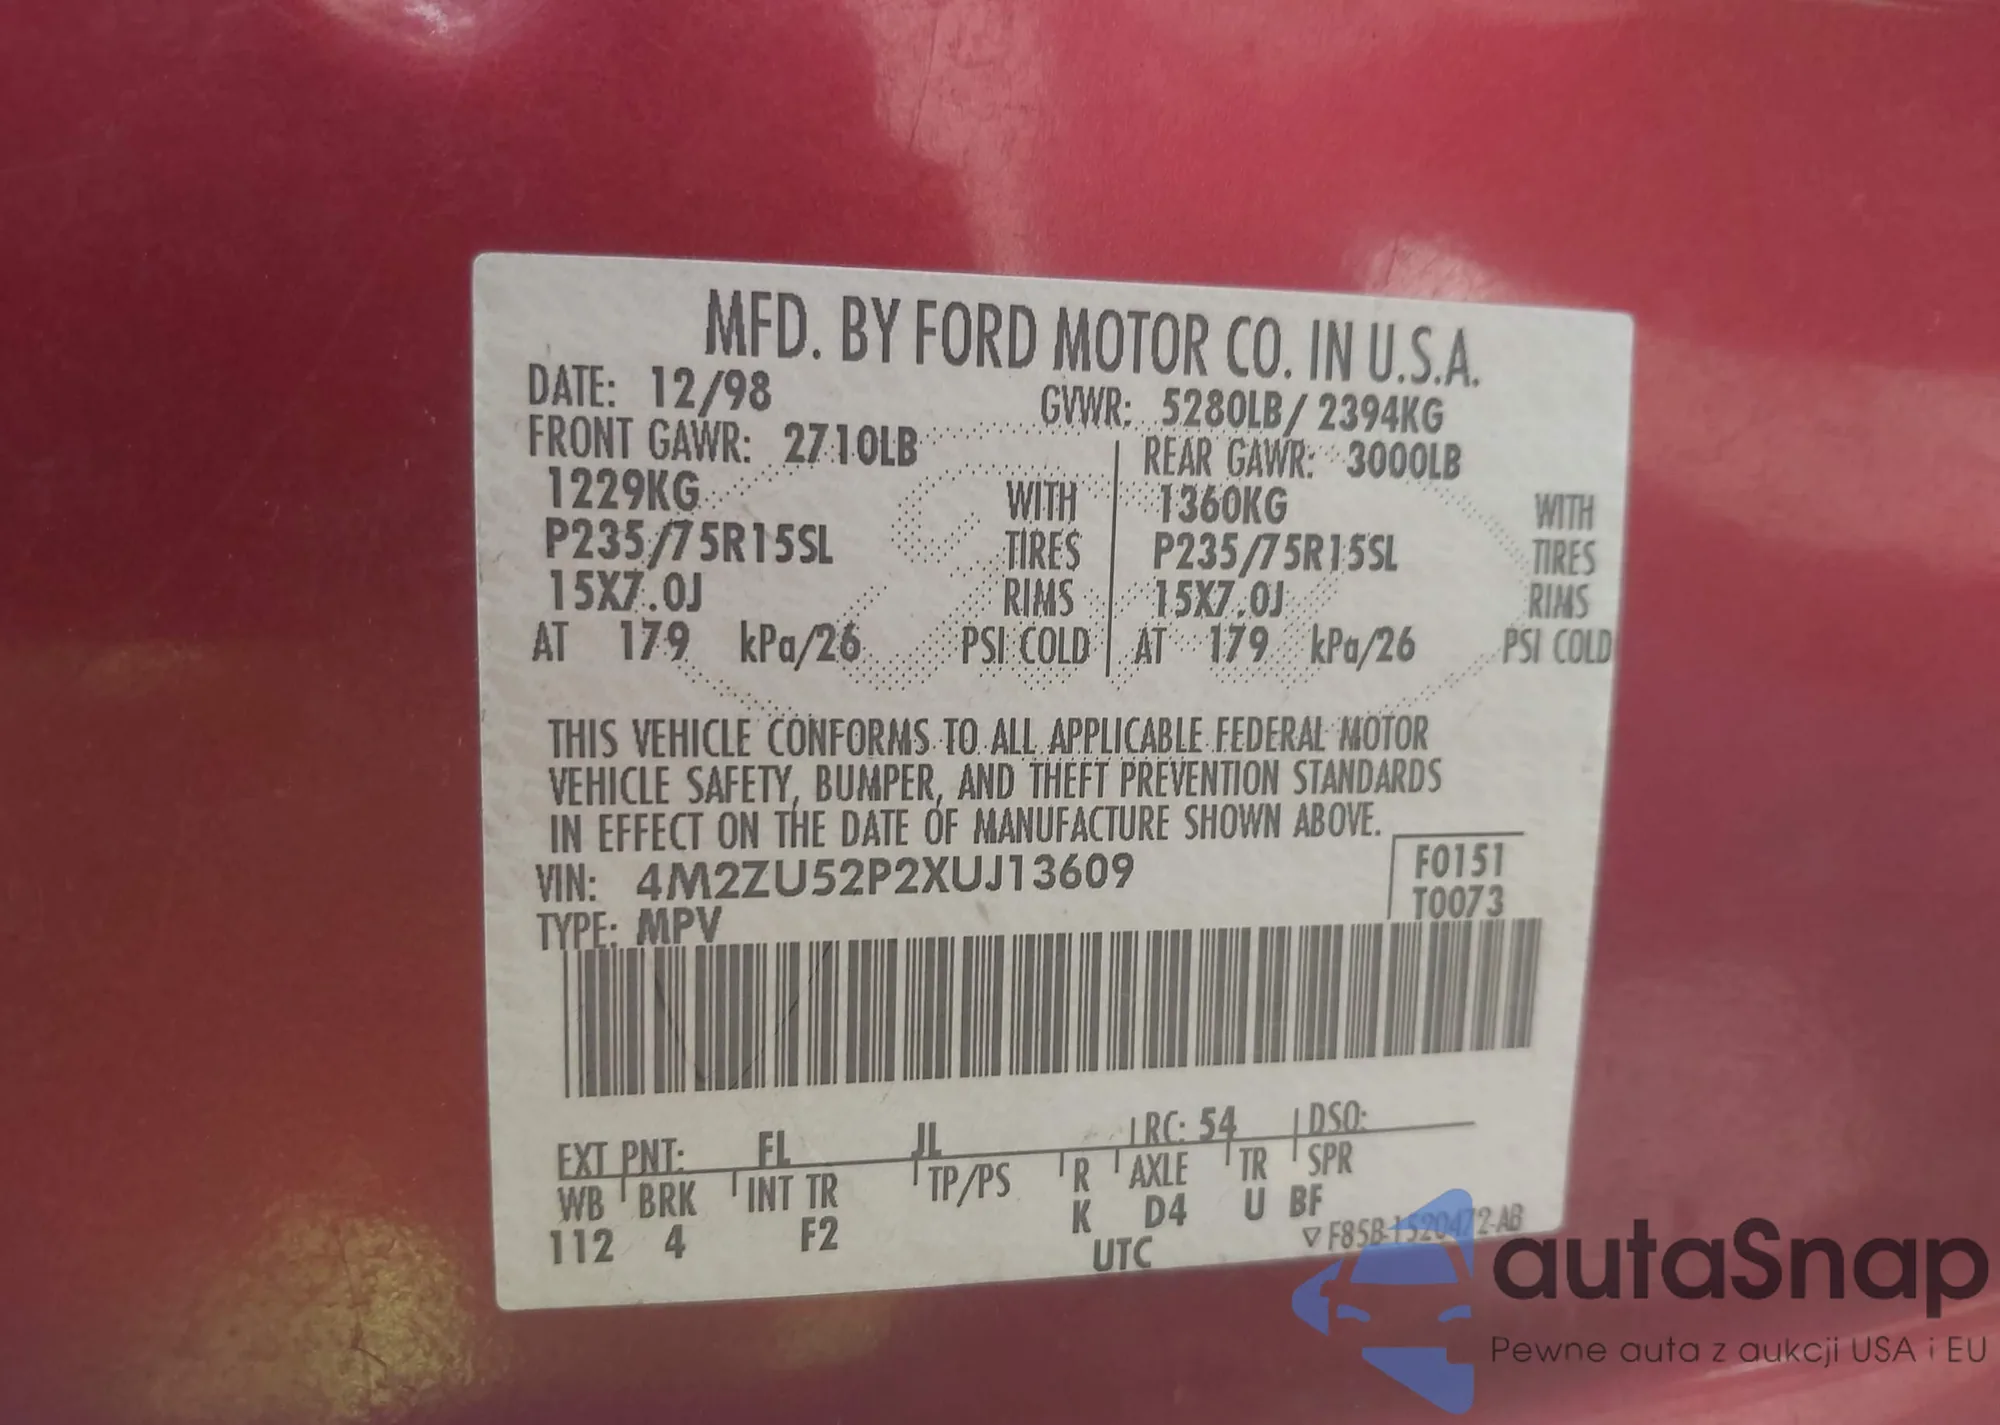 MFD. BY FORD MOTOR CO. IN U.S.A.
DATE: 12/98 GVWR: 5280LB/ 2394KG
FRONT GAWR: 2710LB REAR GAWR: 3000LB
1229KG WITH 1360KG WITH
P235/75R15SL TIRES P235/75R15SL TIRES
15X7.0J RIMS 15X7.0J RIMS
AT 179 kPa/26 PSI COLD AT 179 kPa/26 PSI COLD
THIS VEHICLE CONFORMS TO ALL APPLICABLE FEDERAL MOTOR
VEHICLE SAFETY, BUMPER, AND THEFT PREVENTION STANDARDS
IN EFFECT ON THE DATE OF MANUFACTURE SHOWN ABOVE.
VIN: 4M2ZU52P2XUJ13609 F0151
TYPE: MPV T0073
EXT PNT: FL JL RC: 54 DSO:
WB BRK INT TR TP/PS R AXLE TR SPR
112 4 F2 K D4 U BF
UTC ▽ F85B-1520472-AB
autaSnap
Pewne auta z aukcji USA i EU